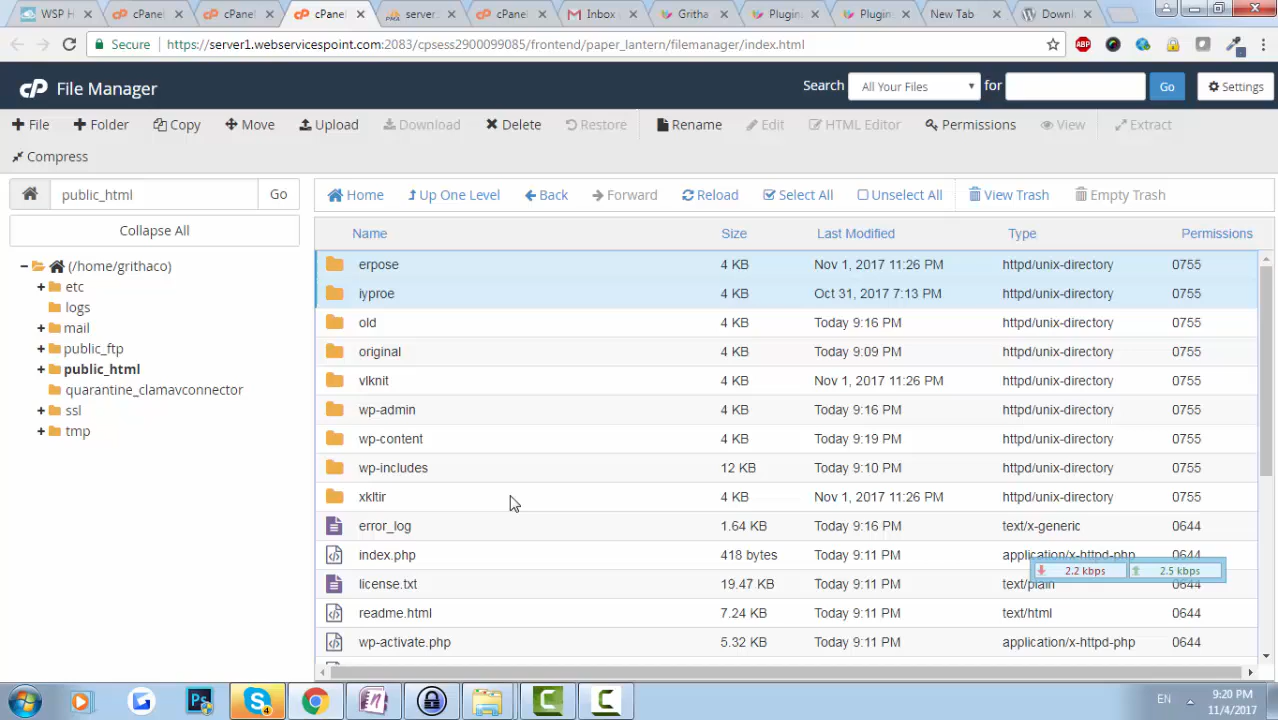 WSP H
cPanel
cPanel
cPanel
server
cPanel
Inbox
Gritha
Plugin
Plugin
New Tab
Downl
Secure
https://server1.webservicespoint.com:2083/cpsess2900099085/frontend/paper_lantern/filemanager/index.html
ABP
cP File Manager
Search
All Your Files
for
Go
Settings
File
Folder
Copy
Move
Upload
Download
Delete
Restore
Rename
Edit
HTML Editor
Permissions
View
Extract
Compress
public_html
Go
Home
Up One Level
Back
Forward
Reload
Select All
Unselect All
View Trash
Empty Trash
Collapse All
(/home/grithaco)
etc
logs
mail
public_ftp
public_html
quarantine_clamavconnector
ssl
tmp
Name Size Last Modified Type Permissions
erpose 4 KB Nov 1, 2017 11:26 PM httpd/unix-directory 0755
iyproe 4 KB Oct 31, 2017 7:13 PM httpd/unix-directory 0755
old 4 KB Today 9:16 PM httpd/unix-directory 0755
original 4 KB Today 9:09 PM httpd/unix-directory 0755
vlknit 4 KB Nov 1, 2017 11:26 PM httpd/unix-directory 0755
wp-admin 4 KB Today 9:16 PM httpd/unix-directory 0755
wp-content 4 KB Today 9:19 PM httpd/unix-directory 0755
wp-includes 12 KB Today 9:10 PM httpd/unix-directory 0755
xkltir 4 KB Nov 1, 2017 11:26 PM httpd/unix-directory 0755
error_log 1.64 KB Today 9:16 PM text/x-generic 0644
index.php 418 bytes Today 9:11 PM application/x-httpd-php 0644
2.2 kbps 2.5 kbps
license.txt 19.47 KB Today 9:11 PM text/plain 0644
readme.html 7.24 KB Today 9:11 PM text/html 0644
wp-activate.php 5.32 KB Today 9:11 PM application/x-httpd-php 0644
Ps
4
EN
9:20 PM
11/4/2017